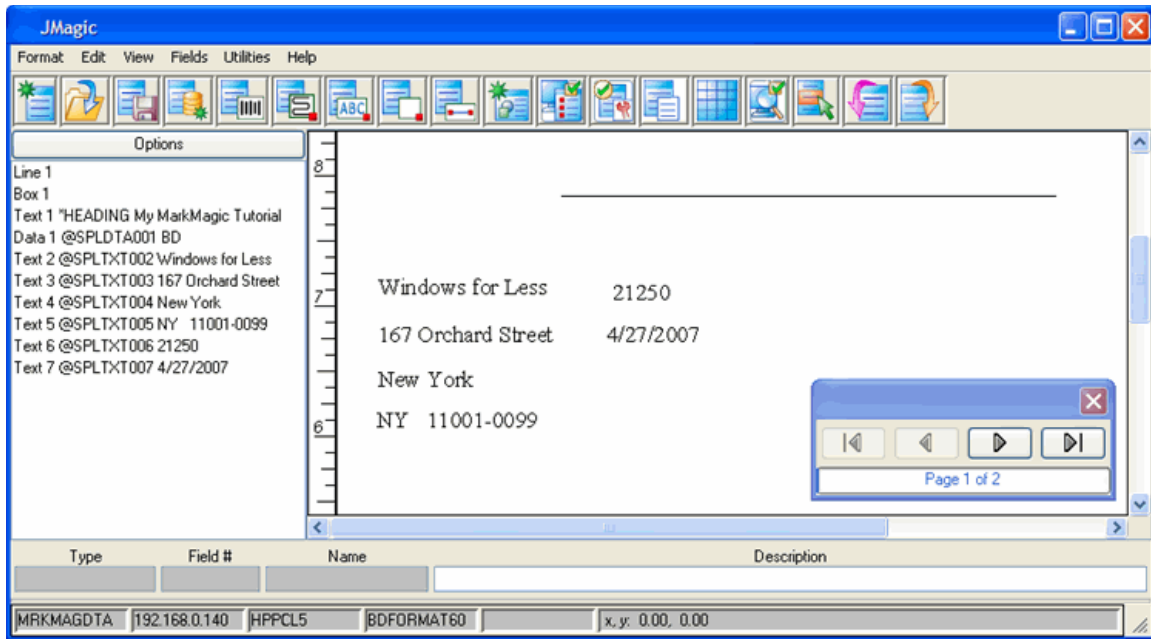 JMagic
Format Edit View Fields Utilities Help
ABC
Options
Line 1
Box 1
Text 1 "HEADING My MarkMagic Tutorial
Data 1 @SPLDTA001 BD
Text 2 @SPLTXT002 Windows for Less
Text 3 @SPLTXT003 167 Orchard Street
Text 4 @SPLTXT004 New York
Text 5 @SPLTXT005 NY 11001-0099
Text 6 @SPLTXT006 21250
Text 7 @SPLTXT007 4/27/2007
8
7
6
Windows for Less 21250
167 Orchard Street 4/27/2007
New York
NY 11001-0099
Page 1 of 2
Type Field # Name Description
MRKMAGDTA 192.168.0.140 HPPCL5 BDFORMAT60 x, y: 0.00, 0.00